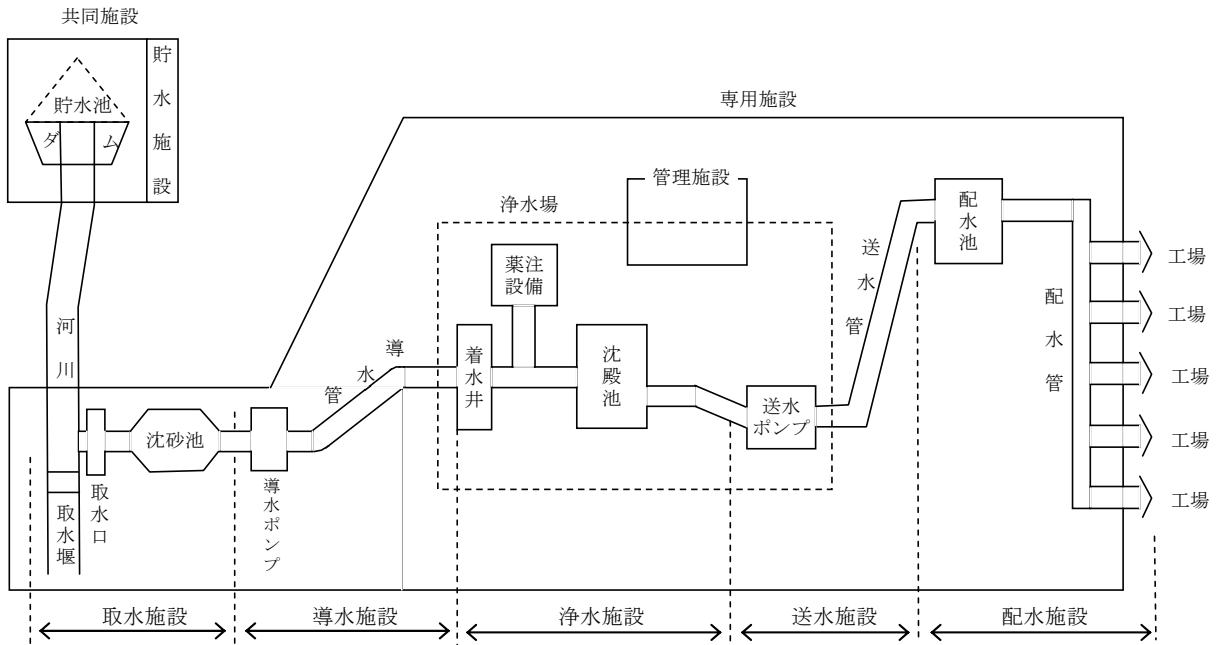 共同施設
貯水施設
貯水池
ダム
専用施設
管理施設
浄水場
薬注
設備
着水井
沈殿池
送水
ポンプ
送水管
配水池
配水管
工場
工場
工場
工場
工場
河川
導水管
沈砂池
取水口
取水堰
導水ポンプ
取水施設
導水施設
浄水施設
送水施設
配水施設